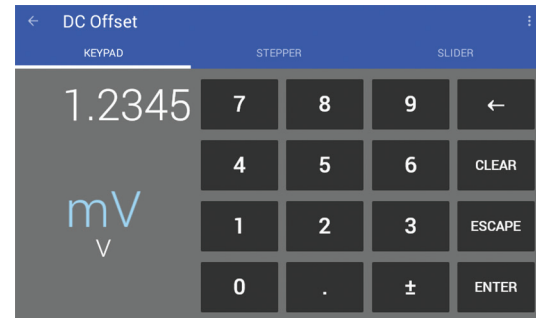 ← DC Offset
KEYPAD STEPPER SLIDER
1.2345
mV
V
7 8 9 ←
4 5 6 CLEAR
1 2 3 ESCAPE
0 . ± ENTER